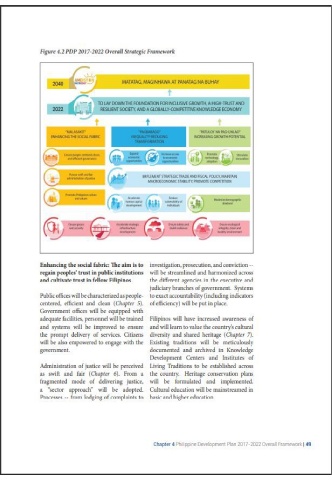 Figure 4.2 PDP 2017-2022 Overall Strategic Framework
2040
MATATAG, MAGINHAWA AT PANATAG NA BUHAY
2022
TO LAY DOWN THE FOUNDATION FOR INCLUSIVE GROWTH, A HIGH-TRUST AND
RESILIENT SOCIETY, AND A GLOBALLY-COMPETITIVE KNOWLEDGE ECONOMY
"MALASAKIT"
ENHANCING THE SOCIAL FABRIC
"PAGBABAGO"
INEQUALITY-REDUCING
TRANSFORMATION
"PATULOY NA PAG-UNLAD"
INCREASING GROWTH POTENTIAL
IMPLEMENT STRATEGIC TRADE AND FISCAL POLICY, MAINTAIN
MACROECONOMIC STABILITY, PROMOTE COMPETITION
Enhancing the social fabric: The aim is to
regain peoples' trust in public institutions
and cultivate trust in fellow Filipinos.
Public offices will be characterized as people-
centered, efficient and clean (Chapter 5).
Government offices will be equipped with
adequate facilities, personnel will be trained
and systems will be improved to ensure
the prompt delivery of services. Citizens
will be also empowered to engage with the
government.
Administration of justice will be perceived
as swift and fair (Chapter 6). From a
fragmented mode of delivering justice,
a "sector approach" will be adopted.
Processes -- from lodging of complaints to
investigation, prosecution, and conviction --
will be streamlined and harmonized across
the different agencies in the executive and
judiciary branches of government. Systems
to exact accountability (including indicators
of efficiency) will be put in place.
Filipinos will have increased awareness of
and will learn to value the country's cultural
diversity and shared heritage (Chapter 7).
Existing traditions will be meticulously
documented and archived in Knowledge
Development Centers and Institutes of
Living Traditions to be established across
the country. Heritage conservation plans
will be formulated and implemented.
Cultural education will be mainstreamed in
basic and higher education.
Chapter 4 Philippine Development Plan 2017-2022 Overall Framework | 49